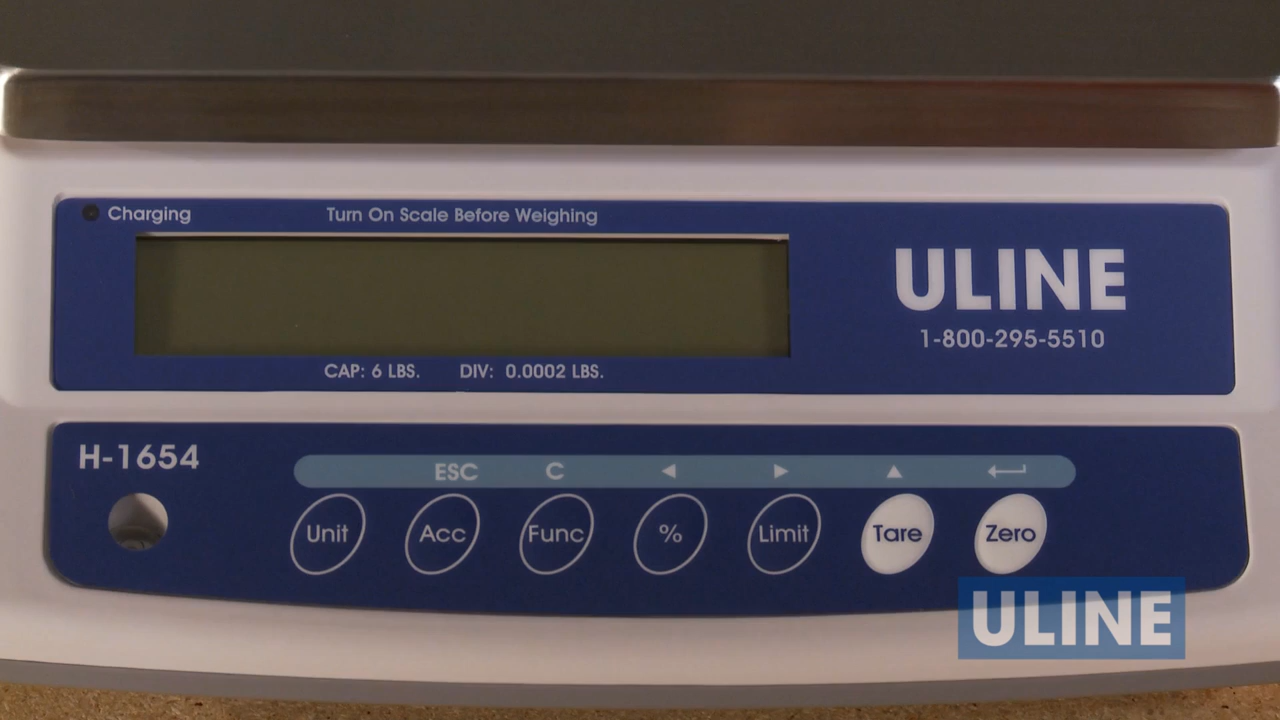 Charging
Turn On Scale Before Weighing
ULINE
1-800-295-5510
CAP: 6 LBS. DIV: 0.0002 LBS.
H-1654
ESC C ◄ ► ▲ ↵
Unit Acc Func % Limit Tare Zero
ULINE